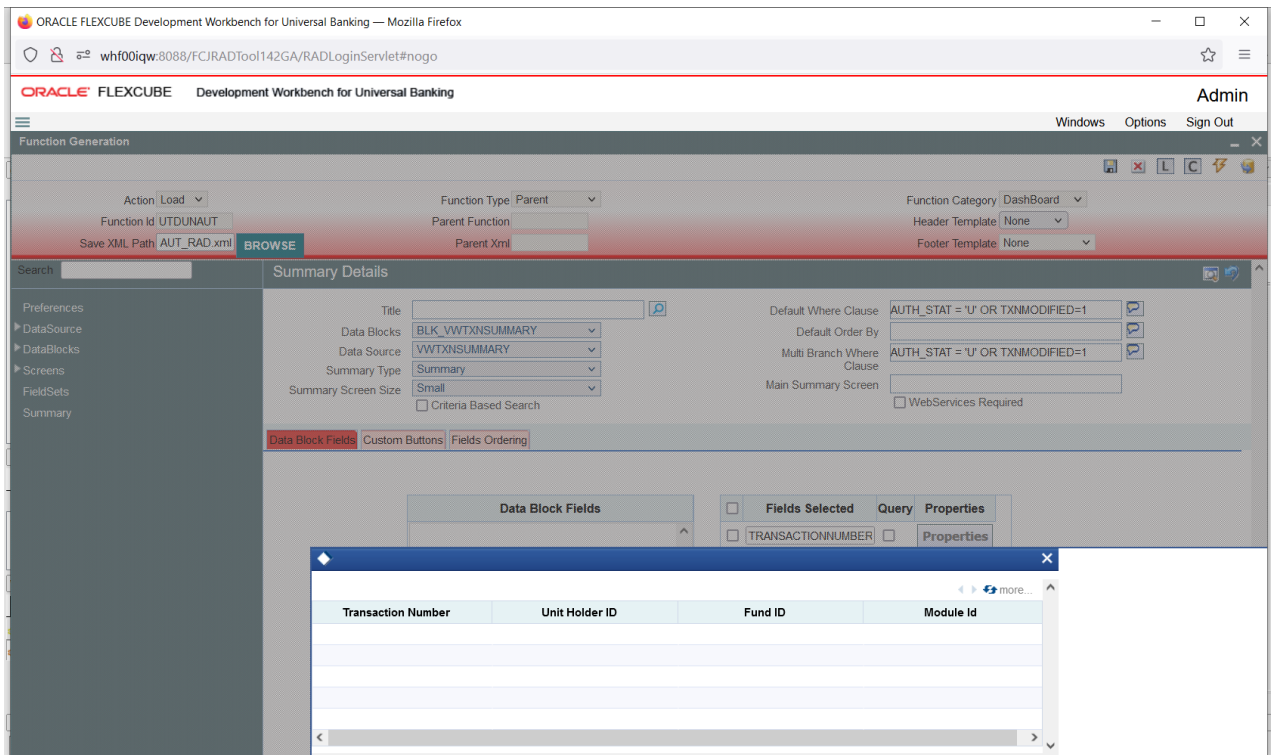 ORACLE FLEXCUBE Development Workbench for Universal Banking — Mozilla Firefox
whf00iqw:8088/FCJRADTool142GA/RADLoginServlet#nogo
ORACLE FLEXCUBE Development Workbench for Universal Banking
Admin
Windows Options Sign Out
Function Generation
L C
Action Load Function Type Parent Function Category DashBoard
Function Id UTDUNAUT Parent Function Header Template None
Save XML Path AUT_RAD.xml BROWSE Parent Xml Footer Template None
Search
Summary Details
Preferences
DataSource
DataBlocks
Screens
FieldSets
Summary
Title Default Where Clause AUTH_STAT = 'U' OR TXNMODIFIED=1
Data Blocks BLK_VWTXNSUMMARY Default Order By
Data Source VWTXNSUMMARY Multi Branch Where Clause AUTH_STAT = 'U' OR TXNMODIFIED=1
Summary Type Summary
Summary Screen Size Small Main Summary Screen
Criteria Based Search WebServices Required
Data Block Fields Custom Buttons Fields Ordering
Data Block Fields Fields Selected Query Properties
TRANSACTIONNUMBER Properties
more...
Transaction Number Unit Holder ID Fund ID Module Id